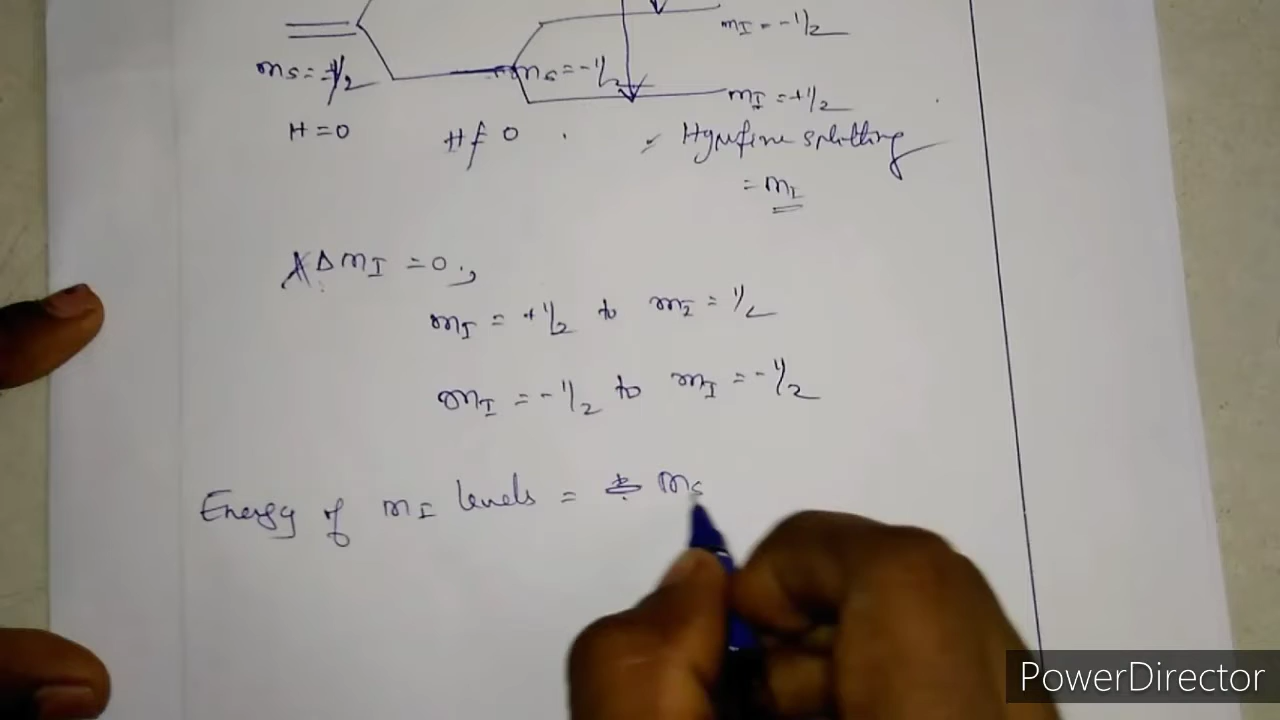 mI = -1/2
mS = -1/2 mS = -1/2
mI = +1/2
H = 0 H ≠ 0 Hyperfine splitting
= mI
Δ mI = 0,
mI = +1/2 to mI = 1/2
mI = -1/2 to mI = -1/2
Energy of mI levels = mS
PowerDirector